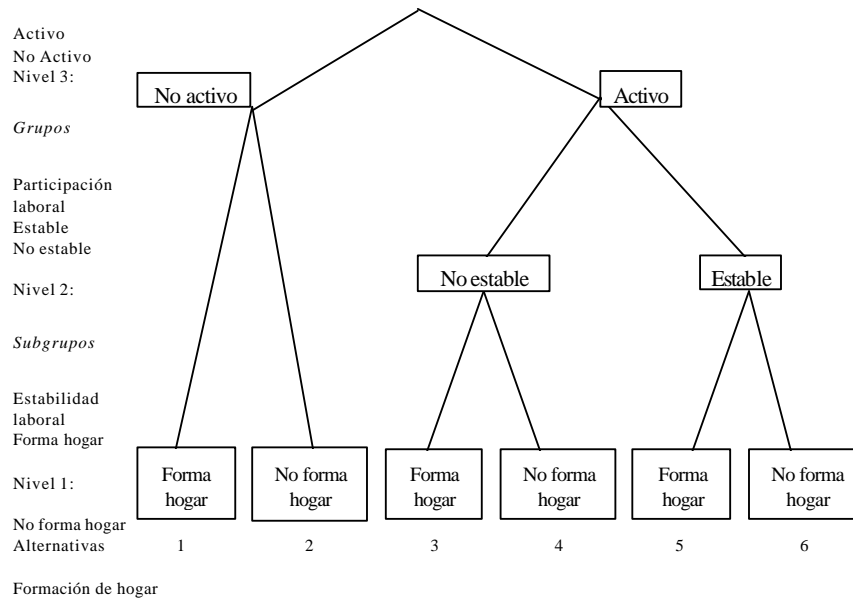 Activo
No Activo
Nivel 3:
No activo
Activo
Grupos
Participación
laboral
Estable
No estable
No estable
Estable
Nivel 2:
Subgrupos
Estabilidad
laboral
Forma hogar
Nivel 1:
Forma
hogar
No forma
hogar
Forma
hogar
No forma
hogar
Forma
hogar
No forma
hogar
No forma hogar
Alternativas 1 2 3 4 5 6
Formación de hogar